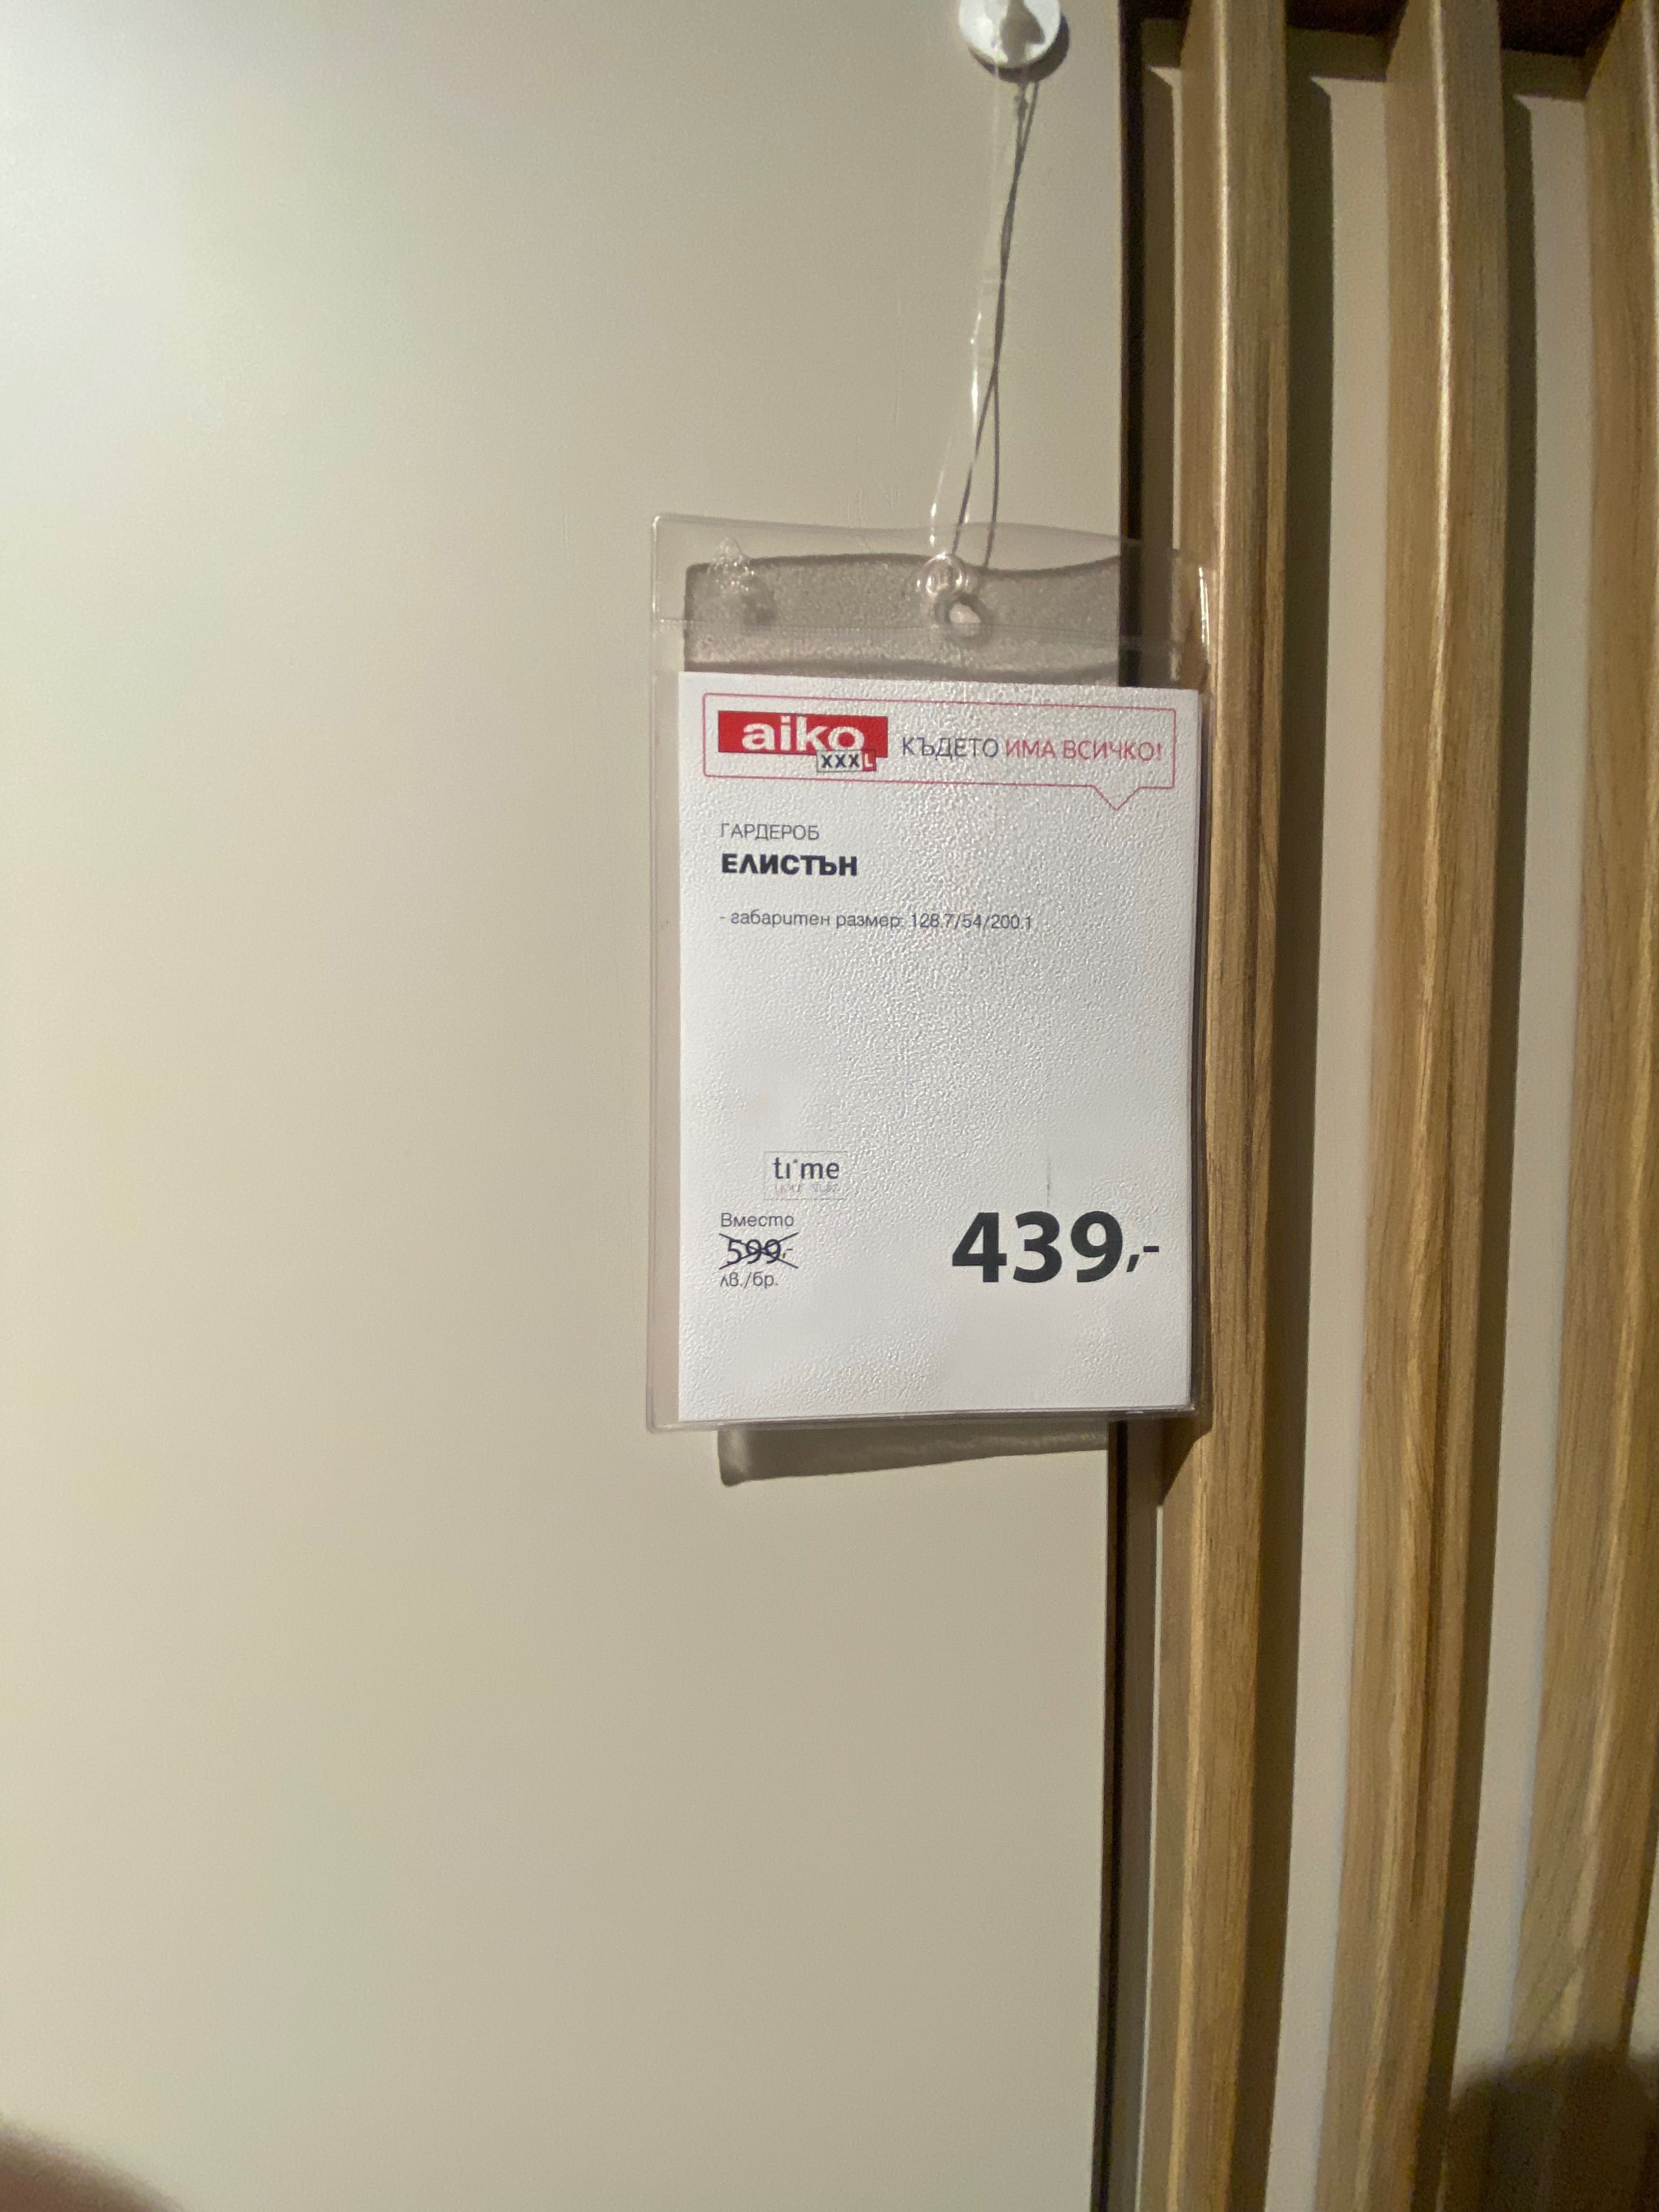 aiko
XXXL
КЪДЕТО ИМА ВСИЧКО!
ГАРДЕРОБ
ЕЛИСТЪН
- габаритен размер: 128.7/54/200.1
time
Вместо
599,-
лв./бр.
439,-